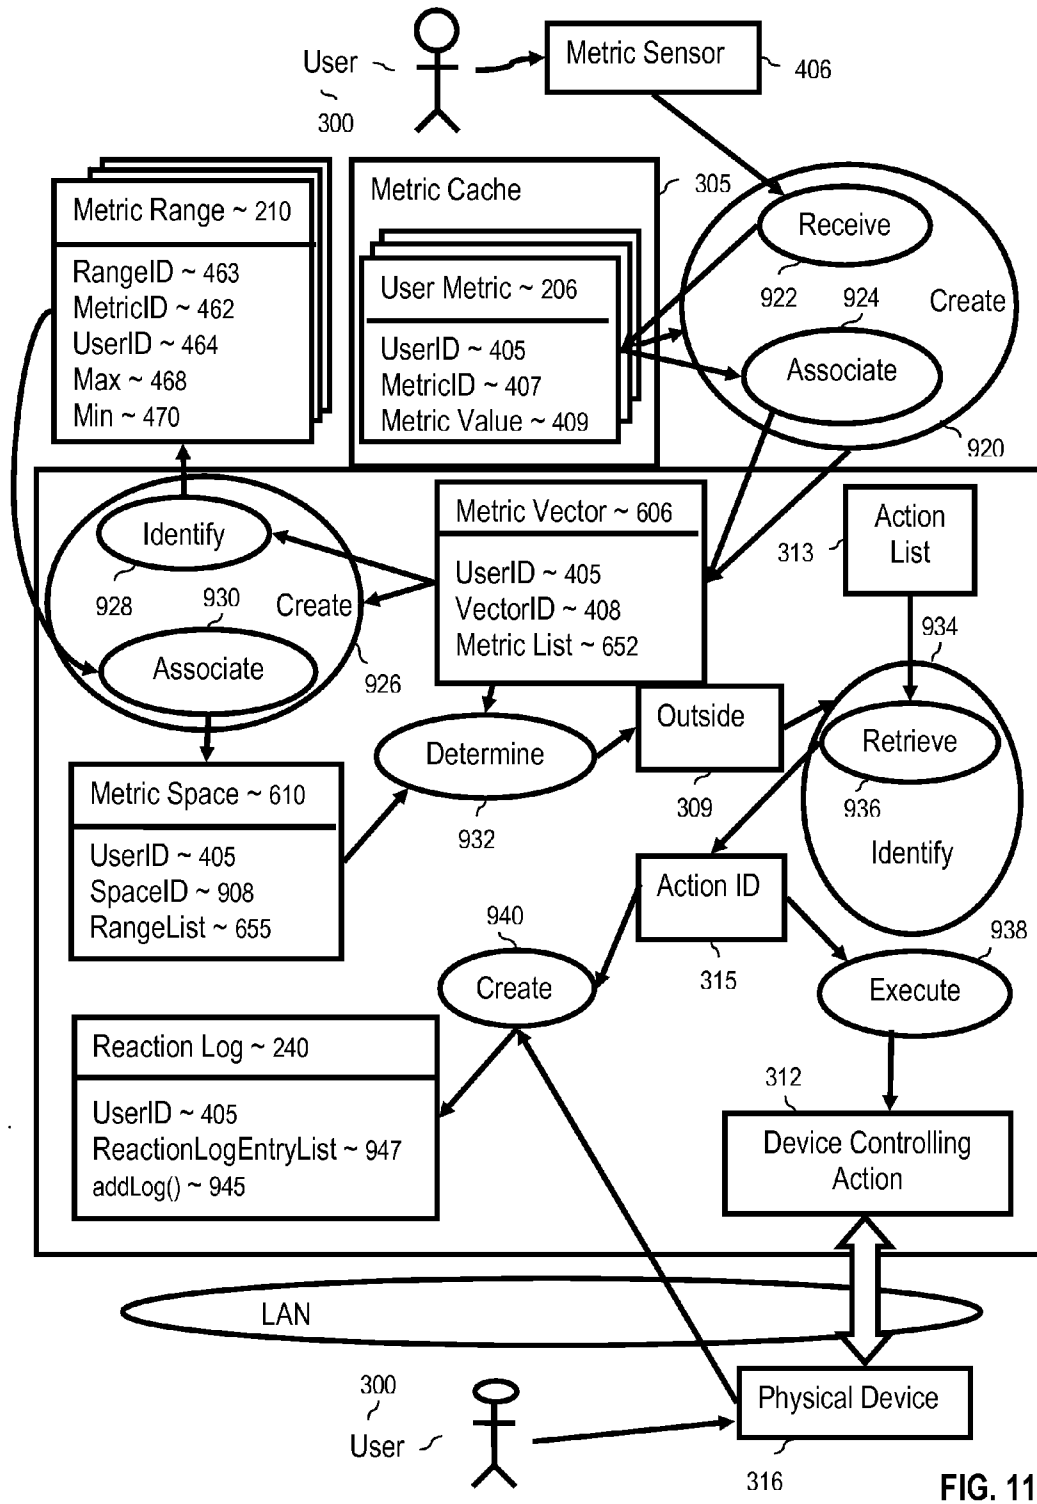 User ~
300
Metric Sensor
406
Metric Range ~ 210
RangeID ~ 463
MetricID ~ 462
UserID ~ 464
Max ~ 468
Min ~ 470
Metric Cache
305
User Metric ~ 206
UserID ~ 405
MetricID ~ 407
Metric Value ~ 409
Receive
922
924
Create
Associate
920
Identify
928
930
Create
Associate
926
Metric Vector ~ 606
UserID ~ 405
VectorID ~ 408
Metric List ~ 652
Action
List
313
934
Retrieve
936
Identify
Determine
932
Outside
309
Metric Space ~ 610
UserID ~ 405
SpaceID ~ 908
RangeList ~ 655
Action ID
315
940
Create
938
Execute
Reaction Log ~ 240
UserID ~ 405
ReactionLogEntryList ~ 947
addLog() ~ 945
312
Device Controlling
Action
LAN
300
User ~
Physical Device
316
FIG. 11